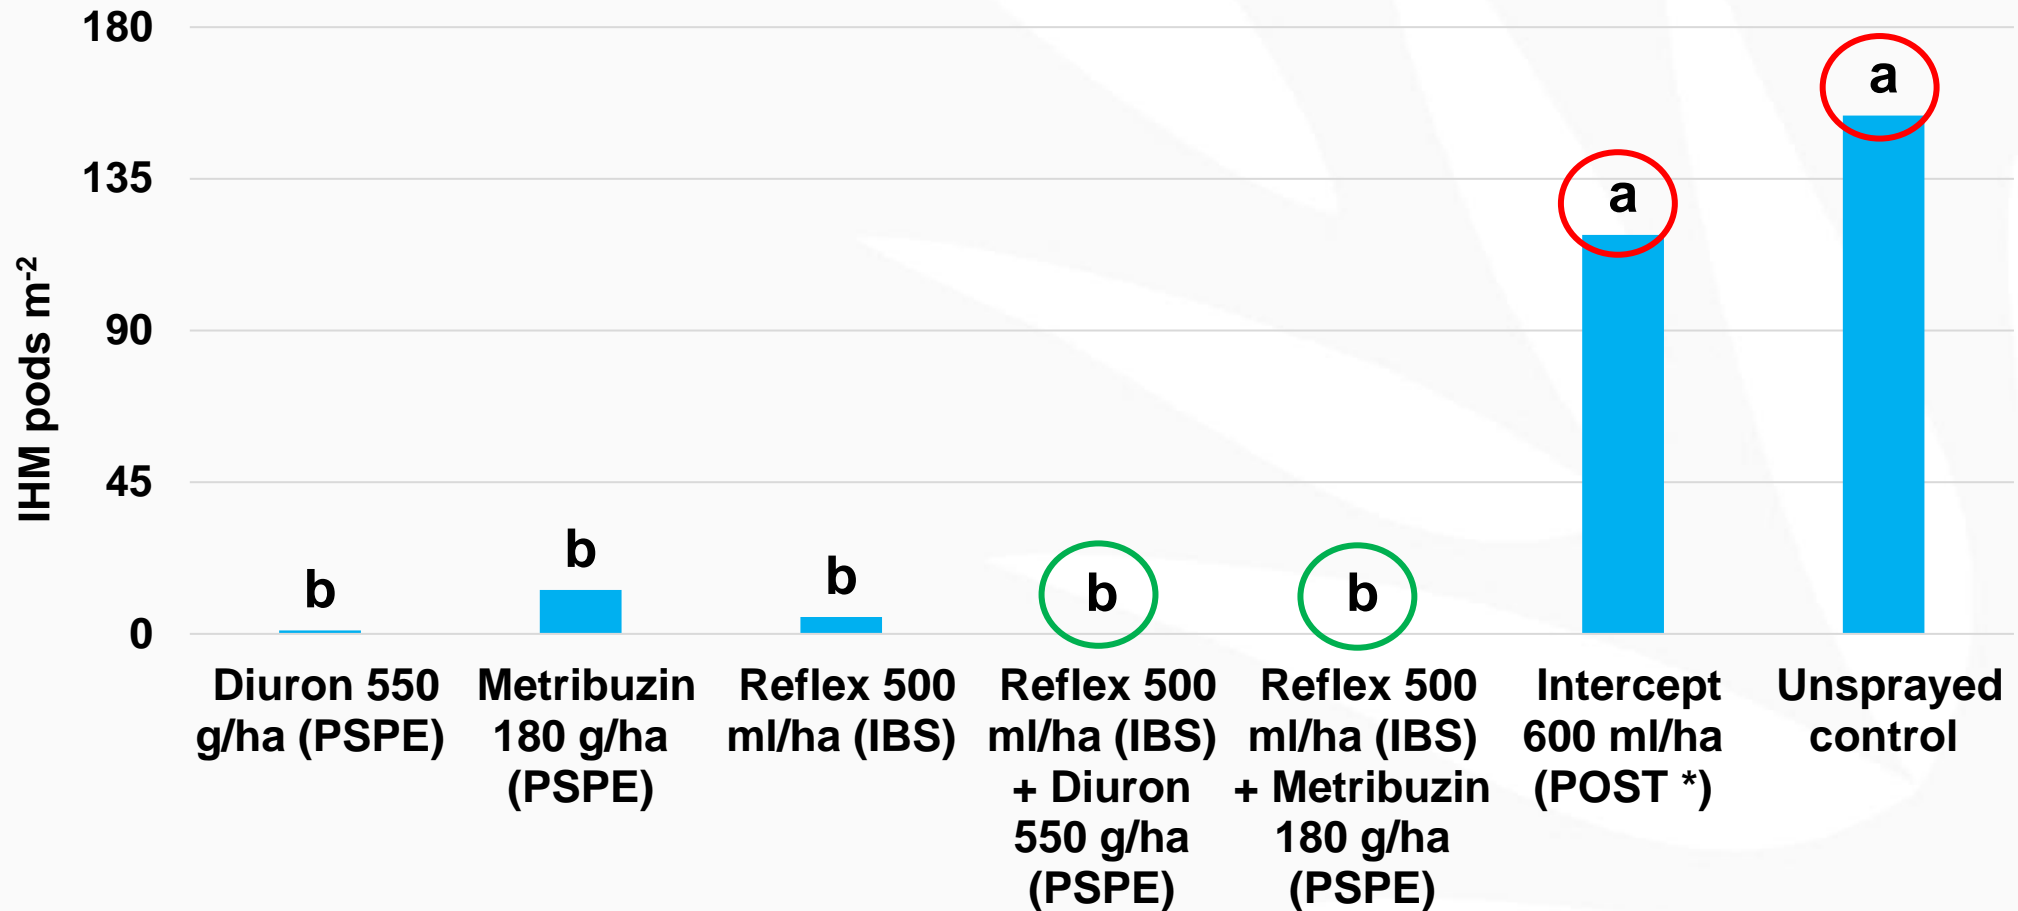 IHM pods m-2
180
135
90
45
0
b
b
b
b
b
a
a
Diuron 550
g/ha (PSPE)
Metribuzin
180 g/ha
(PSPE)
Reflex 500
ml/ha (IBS)
Reflex 500
ml/ha (IBS)
+ Diuron
550 g/ha
(PSPE)
Reflex 500
ml/ha (IBS)
+ Metribuzin
180 g/ha
(PSPE)
Intercept
600 ml/ha
(POST *)
Unsprayed
control